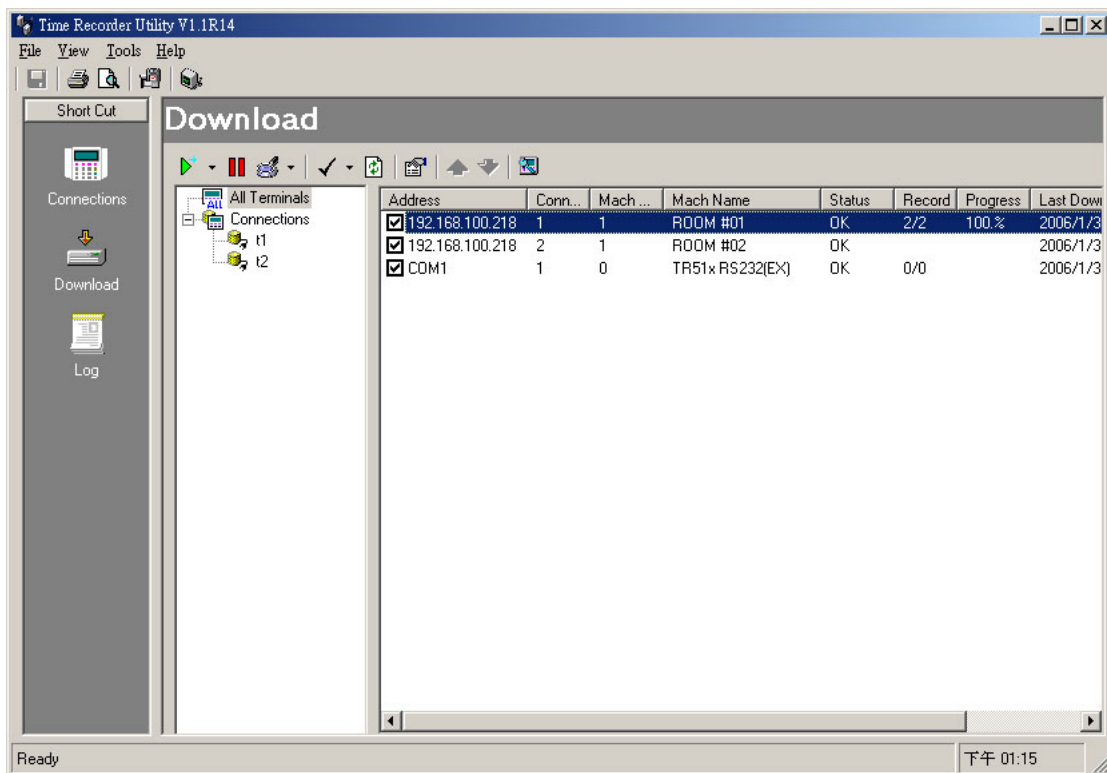 Time Recorder Utility V1.1R14
File View Tools Help
Short Cut
Connections
Download
Log
Download
All Terminals
Connections
t1
t2
Address Conn... Mach ... Mach Name Status Record Progress Last Down
192.168.100.218 1 1 ROOM #01 OK 2/2 100.% 2006/1/3
192.168.100.218 2 1 ROOM #02 OK 2006/1/3
COM1 1 0 TR51x RS232(EX) OK 0/0 2006/1/3
Ready 下午 01:15